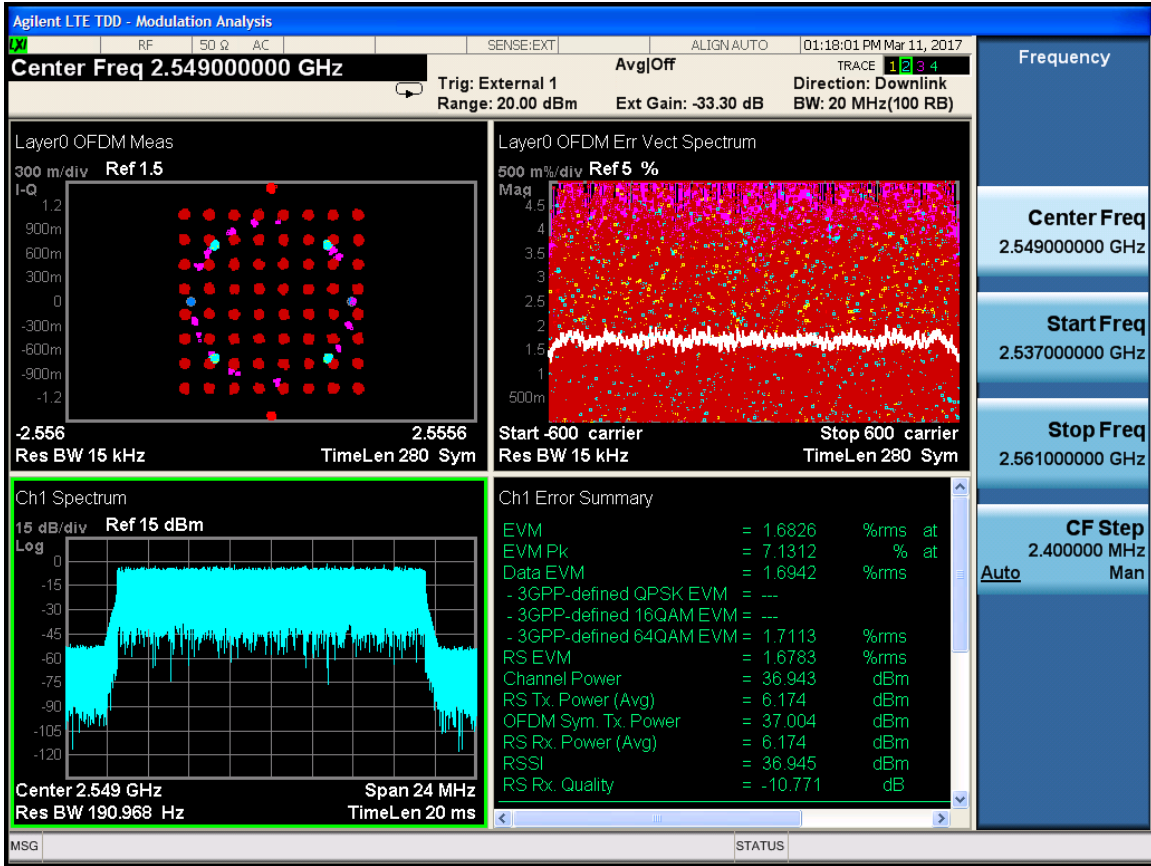 Agilent LTE TDD - Modulation Analysis
LXI RF 50 Ω AC SENSE:EXT ALIGN AUTO 01:18:01 PM Mar 11, 2017
Center Freq 2.549000000 GHz
Avg|Off
TRACE 1 2 3 4
Trig: External 1
Direction: Downlink
Range: 20.00 dBm Ext Gain: -33.30 dB BW: 20 MHz(100 RB)
Layer0 OFDM Meas
300 m/div Ref 1.5
I-Q
1.2
900m
600m
300m
0
-300m
-600m
-900m
-1.2
-2.556 2.5556
Res BW 15 kHz TimeLen 280 Sym
Layer0 OFDM Err Vect Spectrum
500 m%/div Ref 5 %
Mag
4.5
4
3.5
3
2.5
2
1.5
1
500m
Start -600 carrier Stop 600 carrier
Res BW 15 kHz TimeLen 280 Sym
Ch1 Spectrum
15 dB/div Ref 15 dBm
Log
0
-15
-30
-45
-60
-75
-90
-105
-120
Center 2.549 GHz Span 24 MHz
Res BW 190.968 Hz TimeLen 20 ms
Ch1 Error Summary
EVM = 1.6826 %rms at
EVM Pk = 7.1312 % at
Data EVM = 1.6942 %rms
- 3GPP-defined QPSK EVM = ---
- 3GPP-defined 16QAM EVM = ---
- 3GPP-defined 64QAM EVM = 1.7113 %rms
RS EVM = 1.6783 %rms
Channel Power = 36.943 dBm
RS Tx. Power (Avg) = 6.174 dBm
OFDM Sym. Tx. Power = 37.004 dBm
RS Rx. Power (Avg) = 6.174 dBm
RSSI = 36.945 dBm
RS Rx. Quality = -10.771 dB
Frequency
Center Freq
2.549000000 GHz
Start Freq
2.537000000 GHz
Stop Freq
2.561000000 GHz
CF Step
2.400000 MHz
Auto Man
MSG STATUS